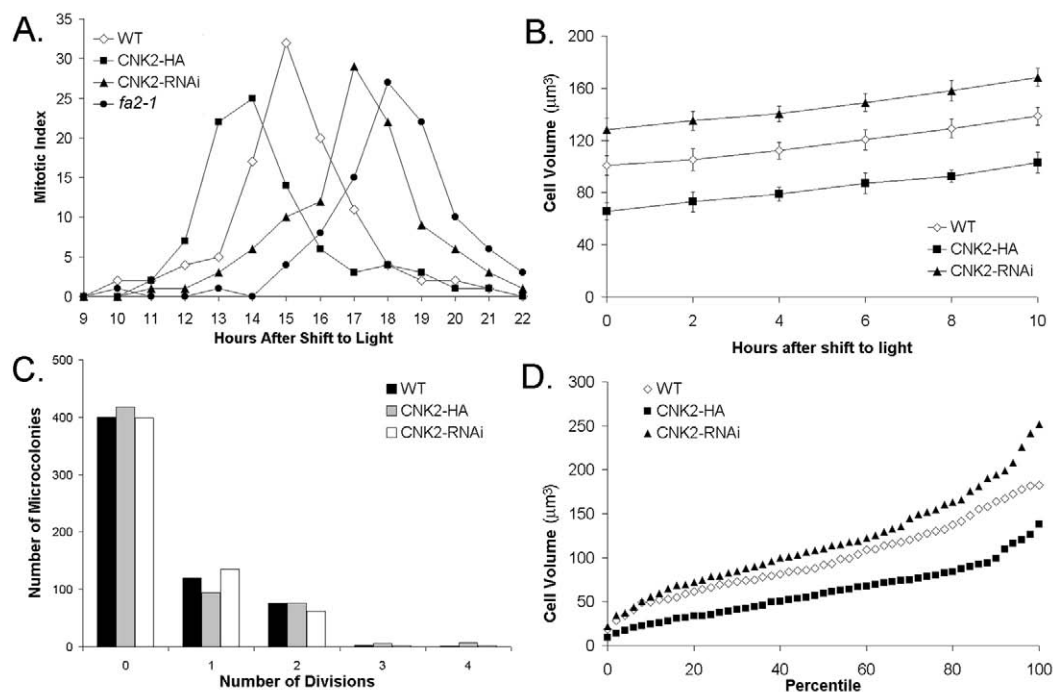 A.
35
30
25
20
15
10
5
0
Mitotic Index
WT
CNK2-HA
CNK2-RNAi
fa2-1
9 10 11 12 13 14 15 16 17 18 19 20 21 22
Hours After Shift to Light
B.
200
160
120
80
40
0
Cell Volume (μm³)
WT
CNK2-HA
CNK2-RNAi
0 2 4 6 8 10
Hours after shift to light
C.
500
400
300
200
100
0
Number of Microcolonies
WT
CNK2-HA
CNK2-RNAi
0 1 2 3 4
Number of Divisions
D.
300
250
200
150
100
50
0
Cell Volume (μm³)
WT
CNK2-HA
CNK2-RNAi
0 20 40 60 80 100
Percentile